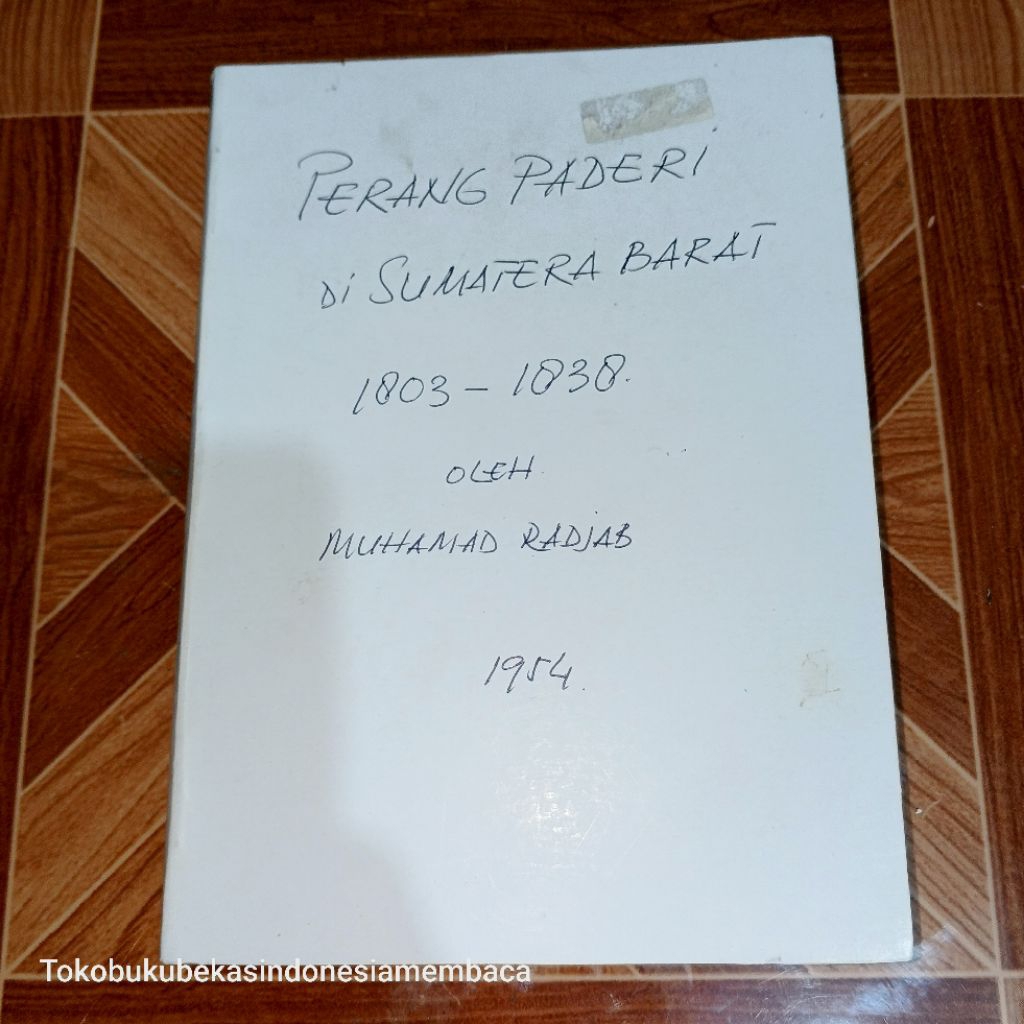 PERANG PADERI
Di SUMATERA BARAT
1803 - 1838.
OLEH
MUHAMAD RADJAB
1954.
Tokobukubekasindonesiamembaca